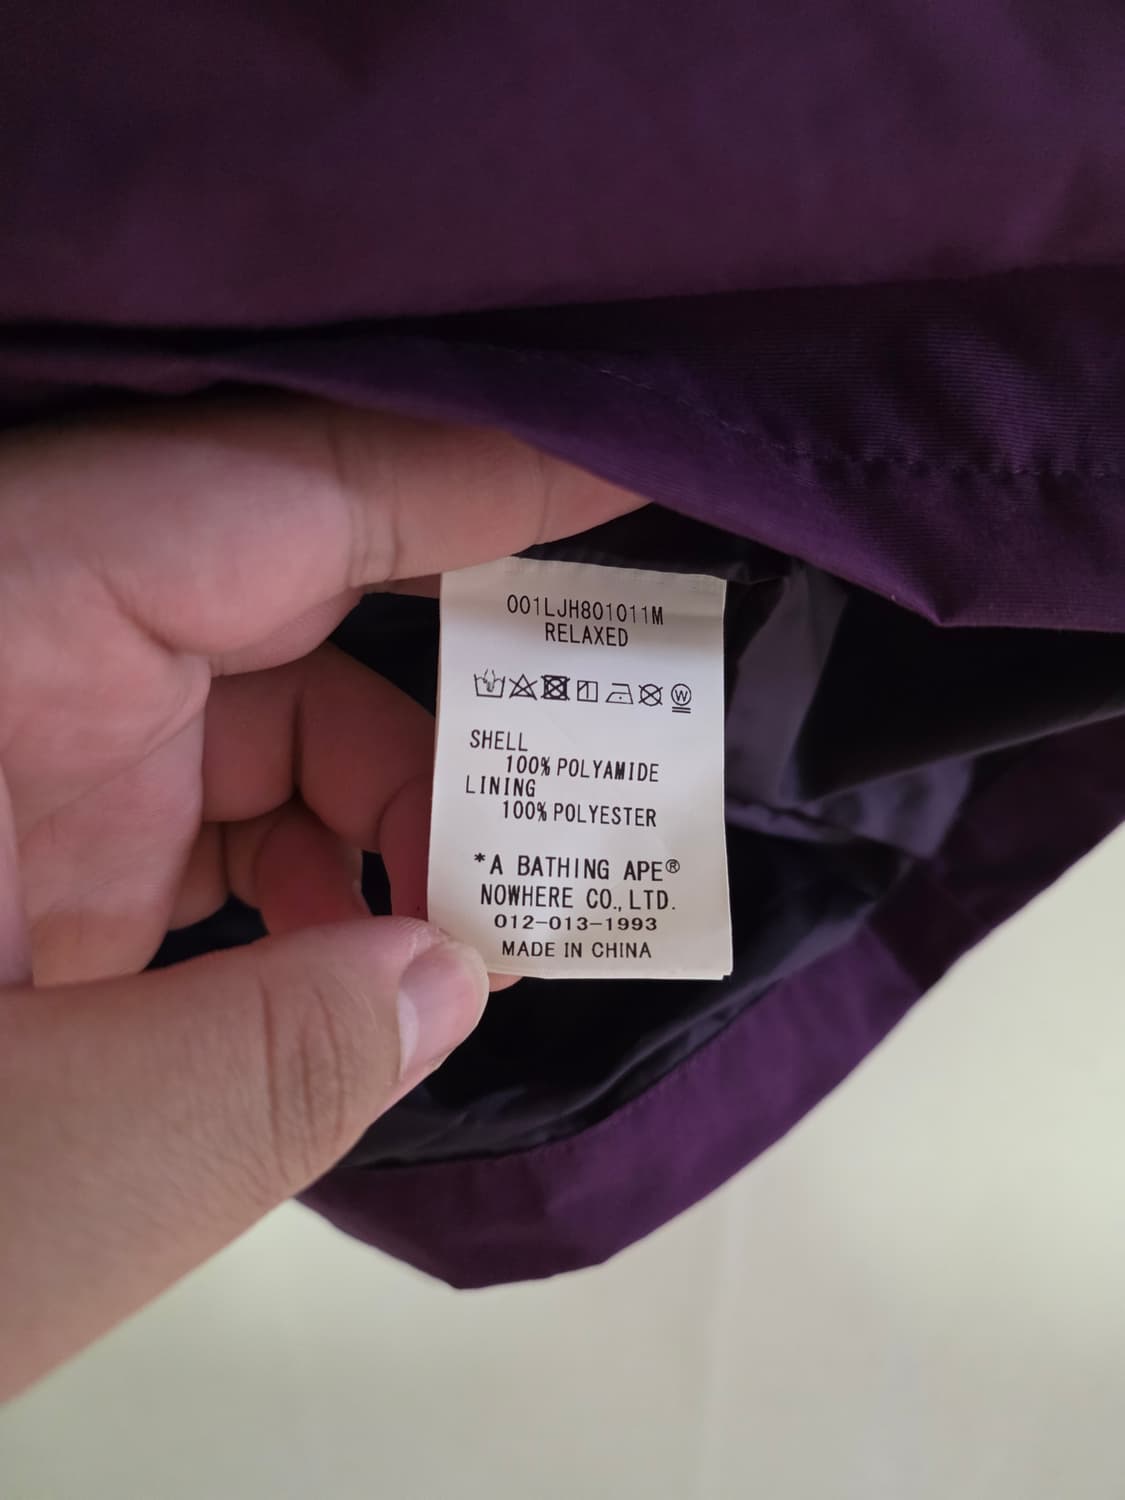 001LJH801011M
RELAXED
W
SHELL
100% POLYAMIDE
LINING
100% POLYESTER
*A BATHING APE®
NOWHERE CO., LTD.
012-013-1993
MADE IN CHINA